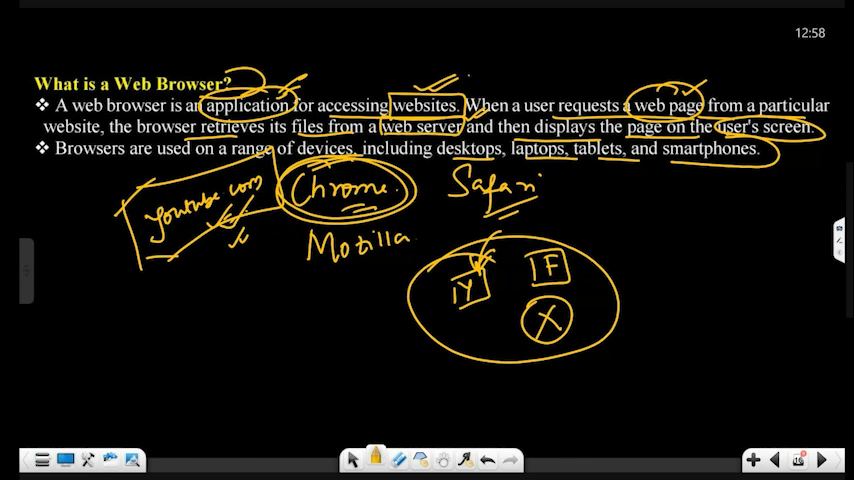 12:58
What is a Web Browser?
❖ A web browser is an application for accessing websites. When a user requests a web page from a particular
website, the browser retrieves its files from a web server and then displays the page on the user's screen.
❖ Browsers are used on a range of devices, including desktops, laptops, tablets, and smartphones.
Youtube.com Chrome. Safari
Mozilla
Y F
X